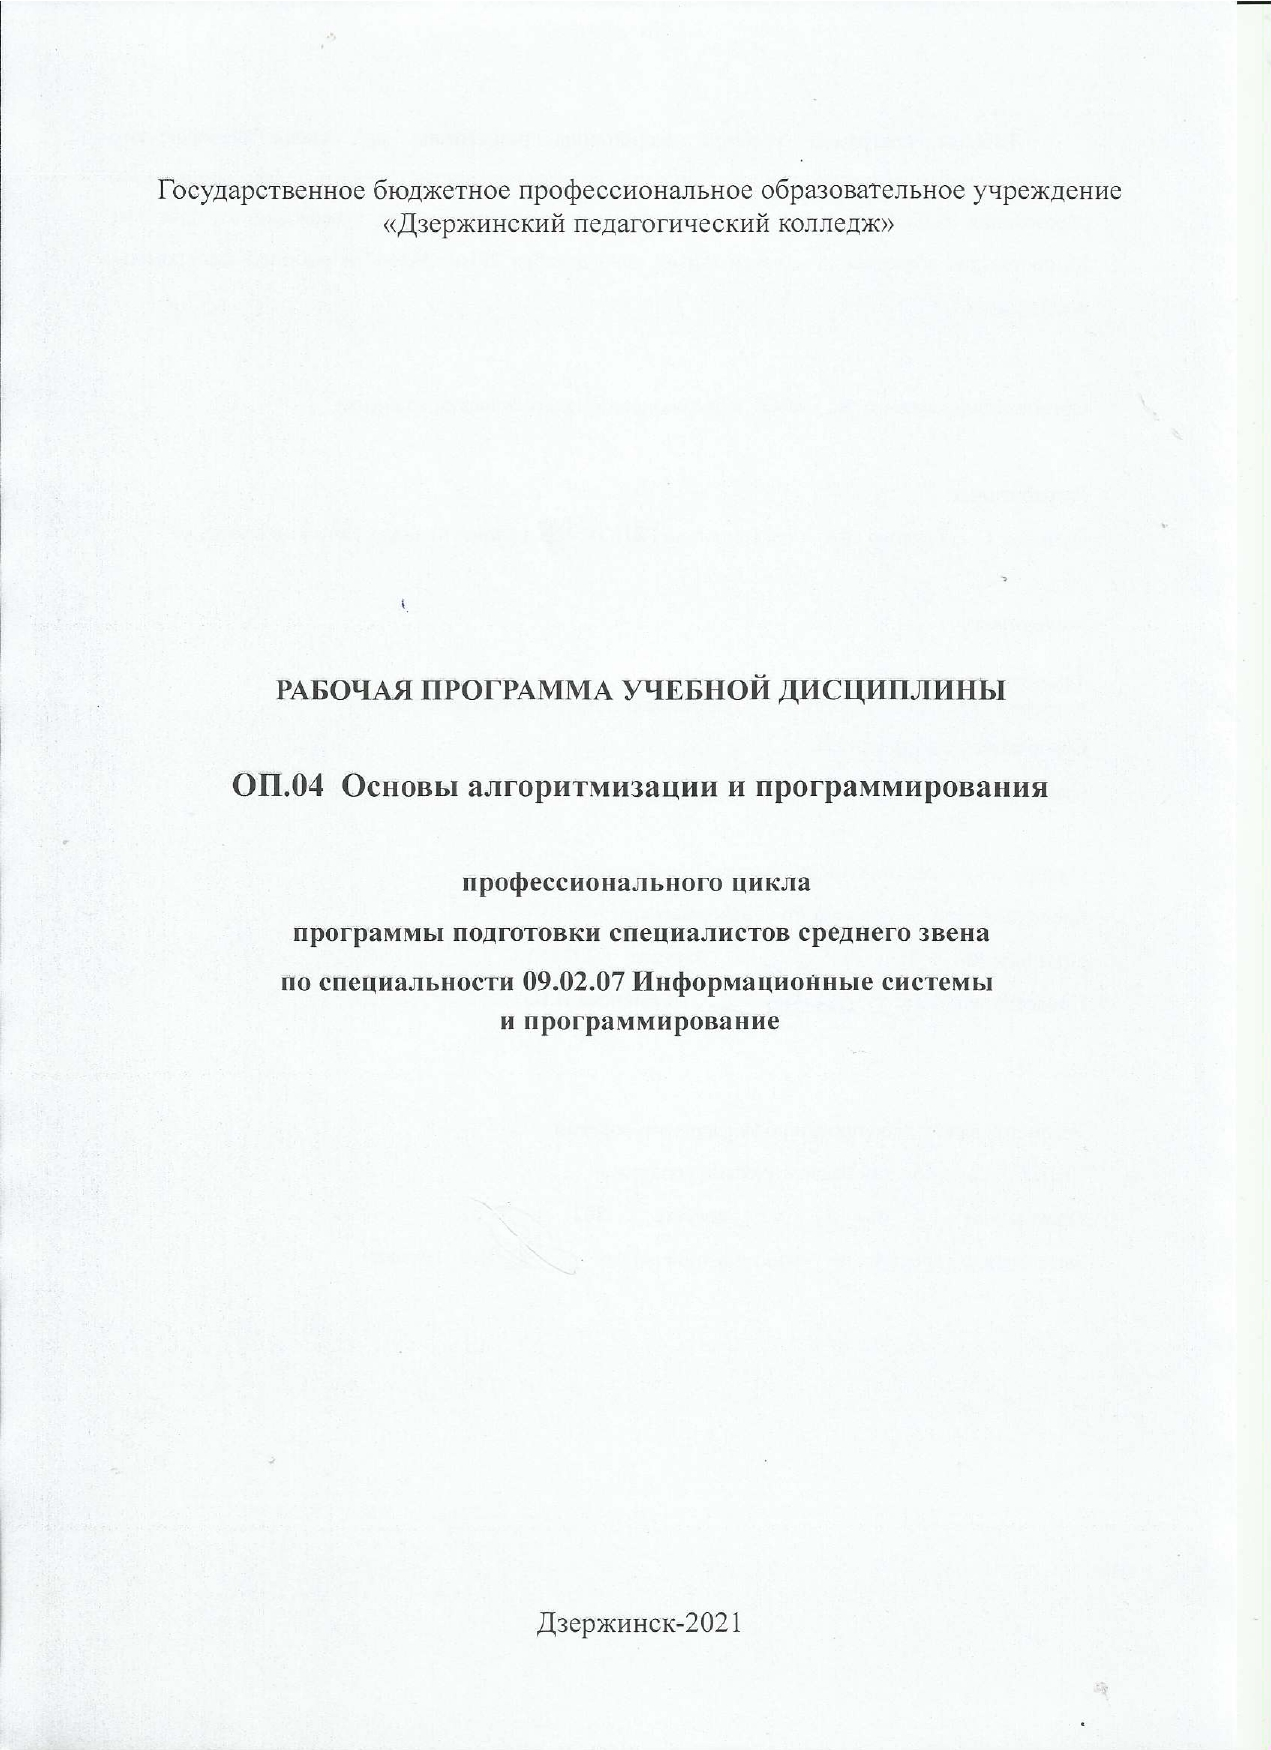 Государственное бюджетное профессиональное образовательное учреждение
«Дзержинский педагогический колледж»
РАБОЧАЯ ПРОГРАММА УЧЕБНОЙ ДИСЦИПЛИНЫ
ОП.04 Основы алгоритмизации и программирования
профессионального цикла
программы подготовки специалистов среднего звена
по специальности 09.02.07 Информационные системы
и программирование
Дзержинск-2021